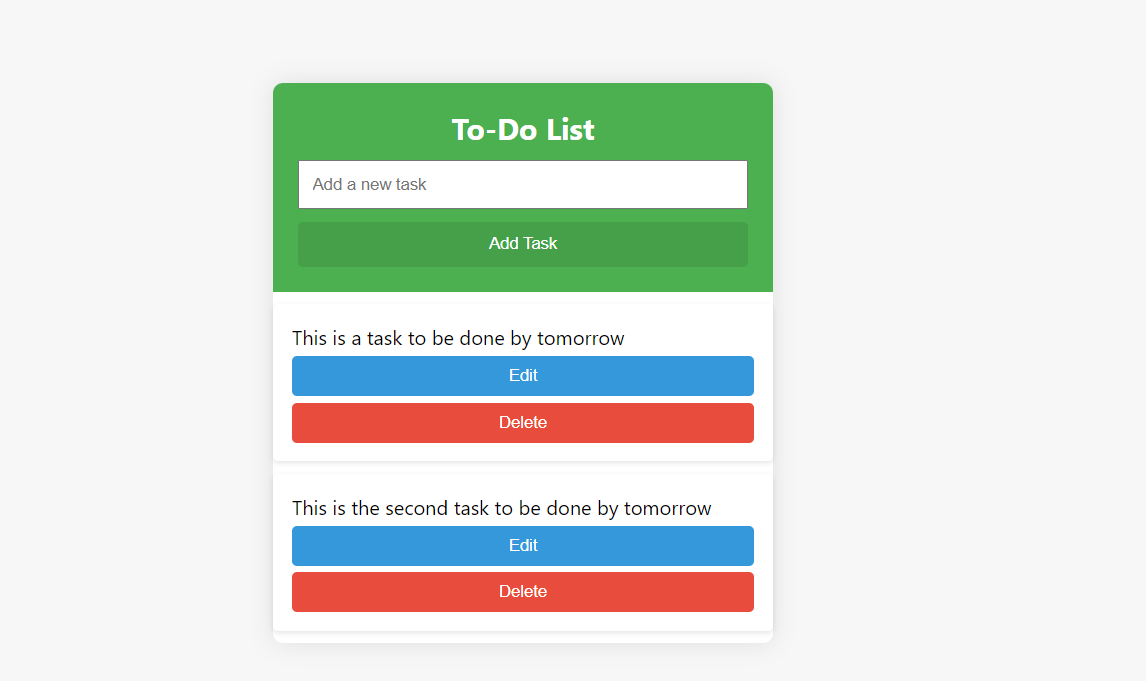 To-Do List
Add a new task
Add Task
This is a task to be done by tomorrow
Edit
Delete
This is the second task to be done by tomorrow
Edit
Delete